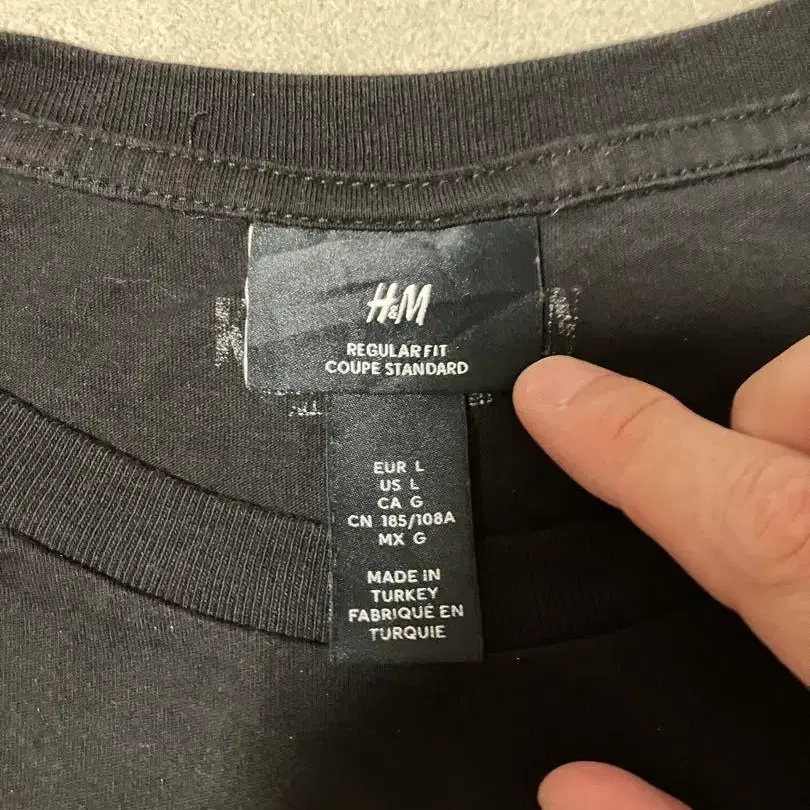 H&M
REGULAR FIT
COUPE STANDARD
EUR L
US L
CA G
CN 185/108A
MX G
MADE IN
TURKEY
FABRIQUÉ EN
TURQUIE